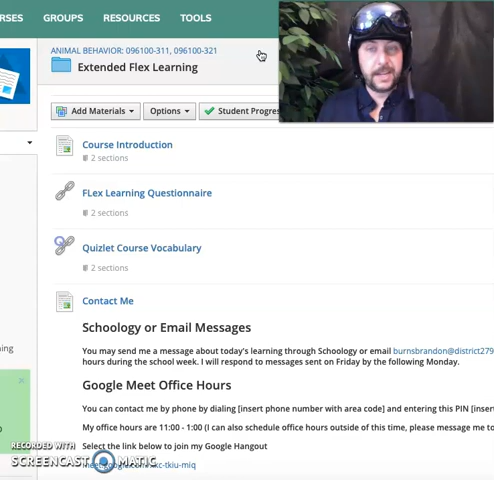 RSES GROUPS RESOURCES TOOLS
ANIMAL BEHAVIOR: 096100-311, 096100-321
Extended Flex Learning
Add Materials Options Student Progres
Course Introduction
2 sections
FLex Learning Questionnaire
2 sections
Quizlet Course Vocabulary
2 sections
Contact Me
Schoology or Email Messages
You may send me a message about today's learning through Schoology or email burnsbrandon@district279
hours during the school week. I will respond to messages sent on Friday by the following Monday.
ning
Google Meet Office Hours
You can contact me by phone by dialing [insert phone number with area code] and entering this PIN [inser
My office hours are 11:00 - 1:00 (I can also schedule office hours outside of this time, please message me to
Select the link below to join my Google Hangout
RECORDED WITH
SCREENCAST MATIC